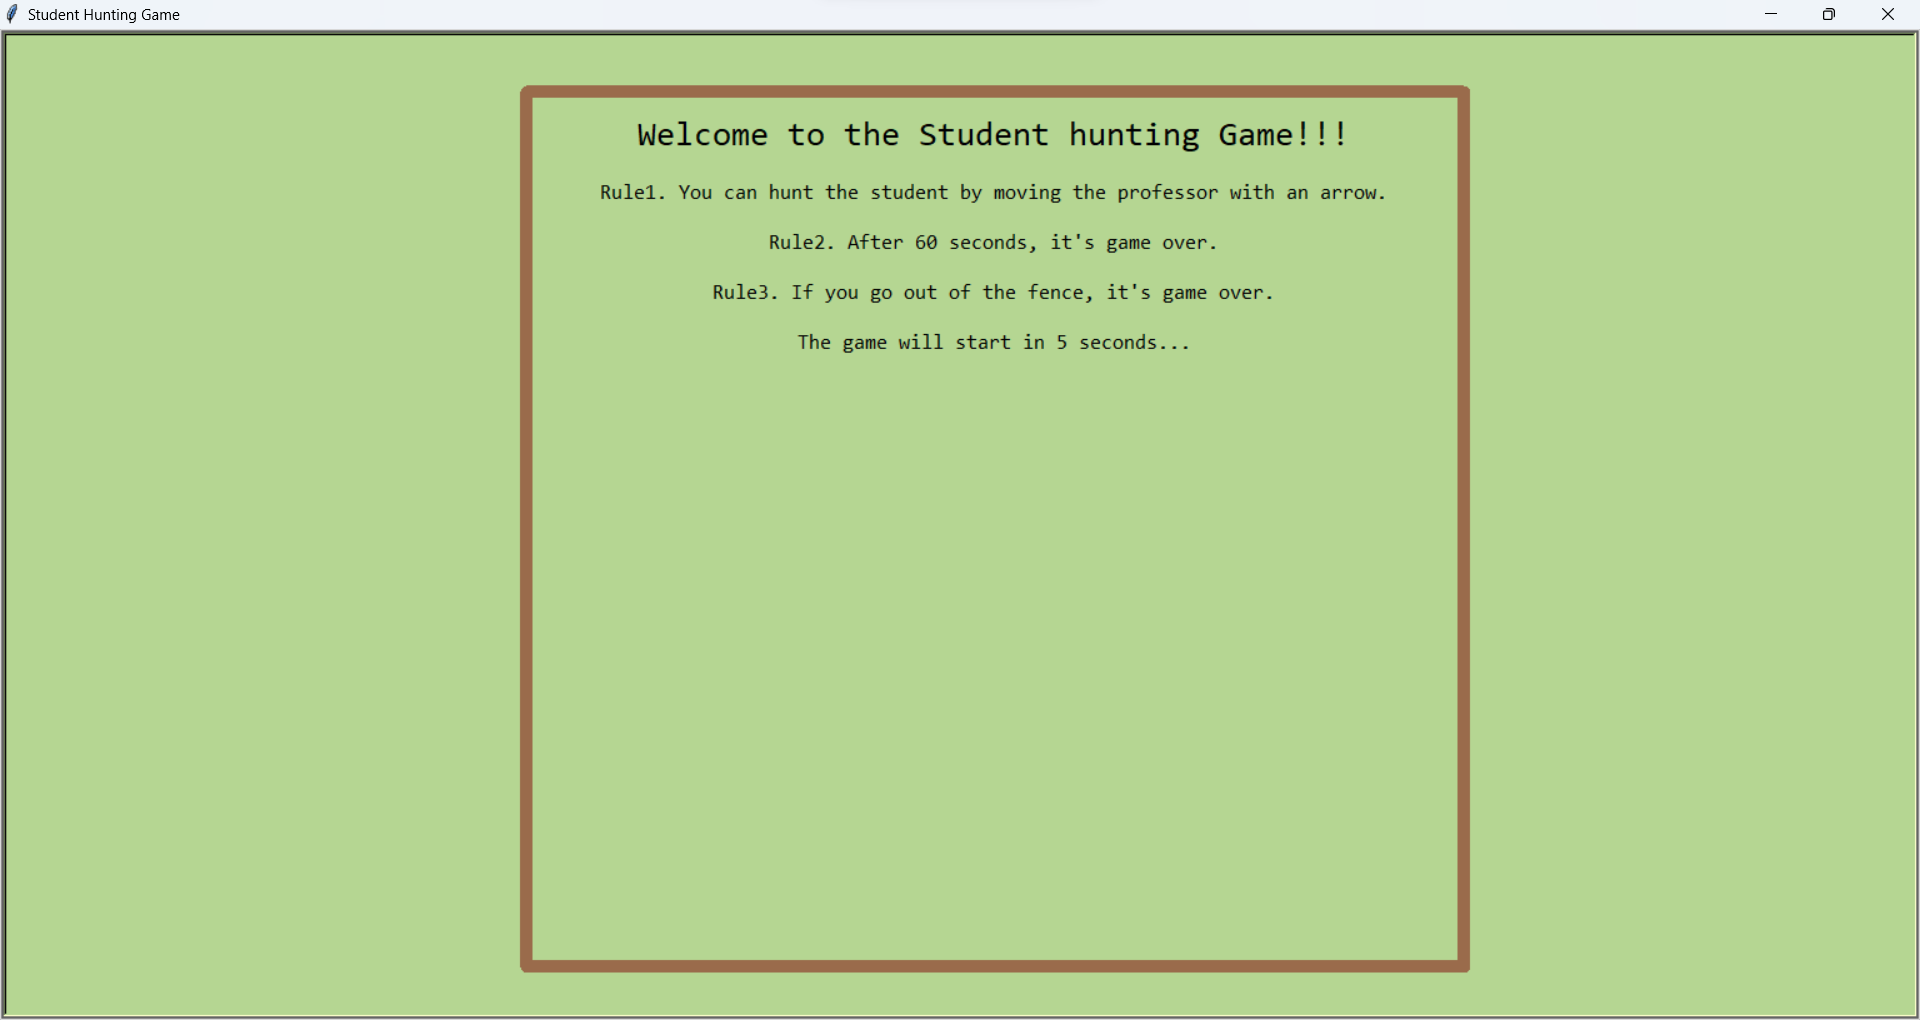 Student Hunting Game
Welcome to the Student hunting Game!!!
Rule1. You can hunt the student by moving the professor with an arrow.
Rule2. After 60 seconds, it's game over.
Rule3. If you go out of the fence, it's game over.
The game will start in 5 seconds...